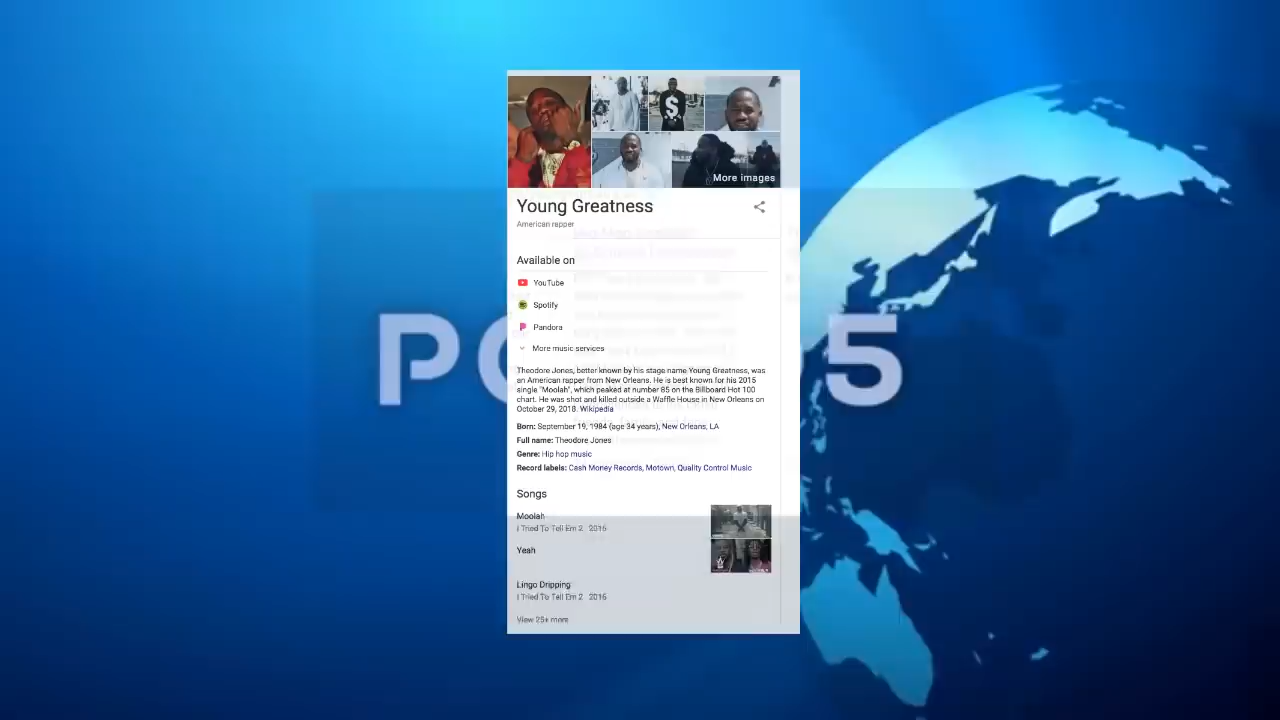 More images
Young Greatness
American rapper
Available on
YouTube
Spotify
Pandora
More music services
Theodore Jones, better known by his stage name Young Greatness, was
an American rapper from New Orleans. He is best known for his 2015
single "Moolah", which peaked at number 85 on the Billboard Hot 100
chart. He was shot and killed outside a Waffle House in New Orleans on
October 29, 2018. Wikipedia
Born: September 19, 1984 (age 34 years), New Orleans, LA
Full name: Theodore Jones
Genre: Hip hop music
Record labels: Cash Money Records, Motown, Quality Control Music
Songs
Moolah
I Tried To Tell Em 2 2016
Yeah
Lingo Dripping
I Tried To Tell Em 2 2016
View 25+ more